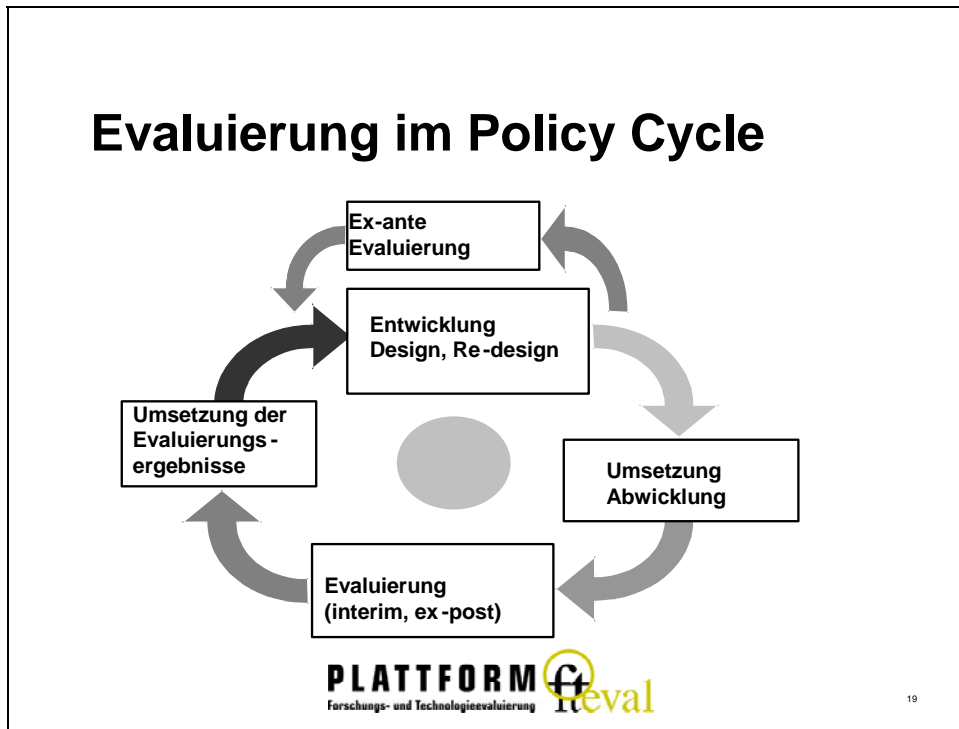 Evaluierung im Policy Cycle
Ex-ante
Evaluierung
Entwicklung
Design, Re-design
Umsetzung der
Evaluierungs-
ergebnisse
Umsetzung
Abwicklung
Evaluierung
(interim, ex-post)
PLATTFORM fteval
Forschungs- und Technologieevaluierung
19